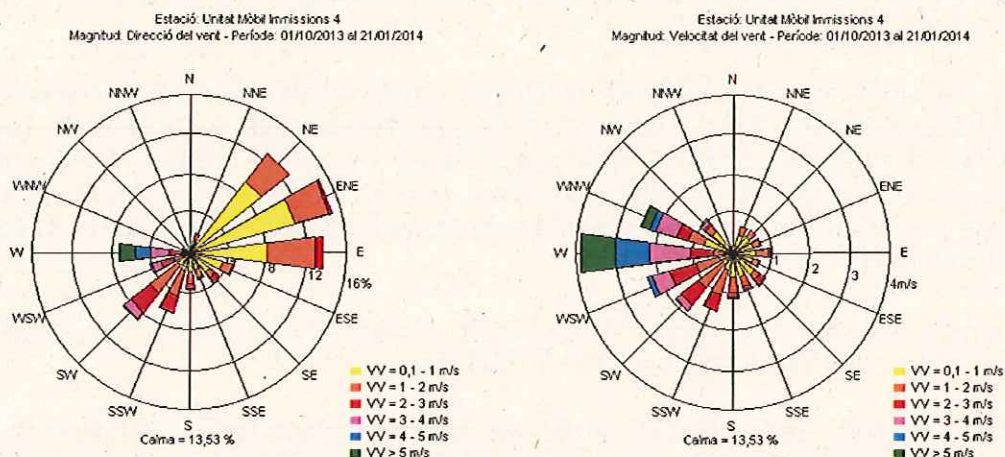 Estació: Unitat Mòbil Immissions 4
Magnitud: Direcció del vent - Període: 01/10/2013 al 21/01/2014
N
NNW
NNE
NW
NE
WNW
ENE
W
8
12
16%
E
WSW
ESE
SW
SE
SSW
SSE
S
Calma = 13,53 %
VV = 0,1 - 1 m/s
VV = 1 - 2 m/s
VV = 2 - 3 m/s
VV = 3 - 4 m/s
VV = 4 - 5 m/s
VV > 5 m/s
Estació: Unitat Mòbil Immissions 4
Magnitud: Velocitat del vent - Període: 01/10/2013 al 21/01/2014
N
NNW
NNE
NW
NE
WNW
ENE
W
1
2
3
4m/s
E
WSW
ESE
SW
SE
SSW
SSE
S
Calma = 13,53 %
VV = 0,1 - 1 m/s
VV = 1 - 2 m/s
VV = 2 - 3 m/s
VV = 3 - 4 m/s
VV = 4 - 5 m/s
VV > 5 m/s